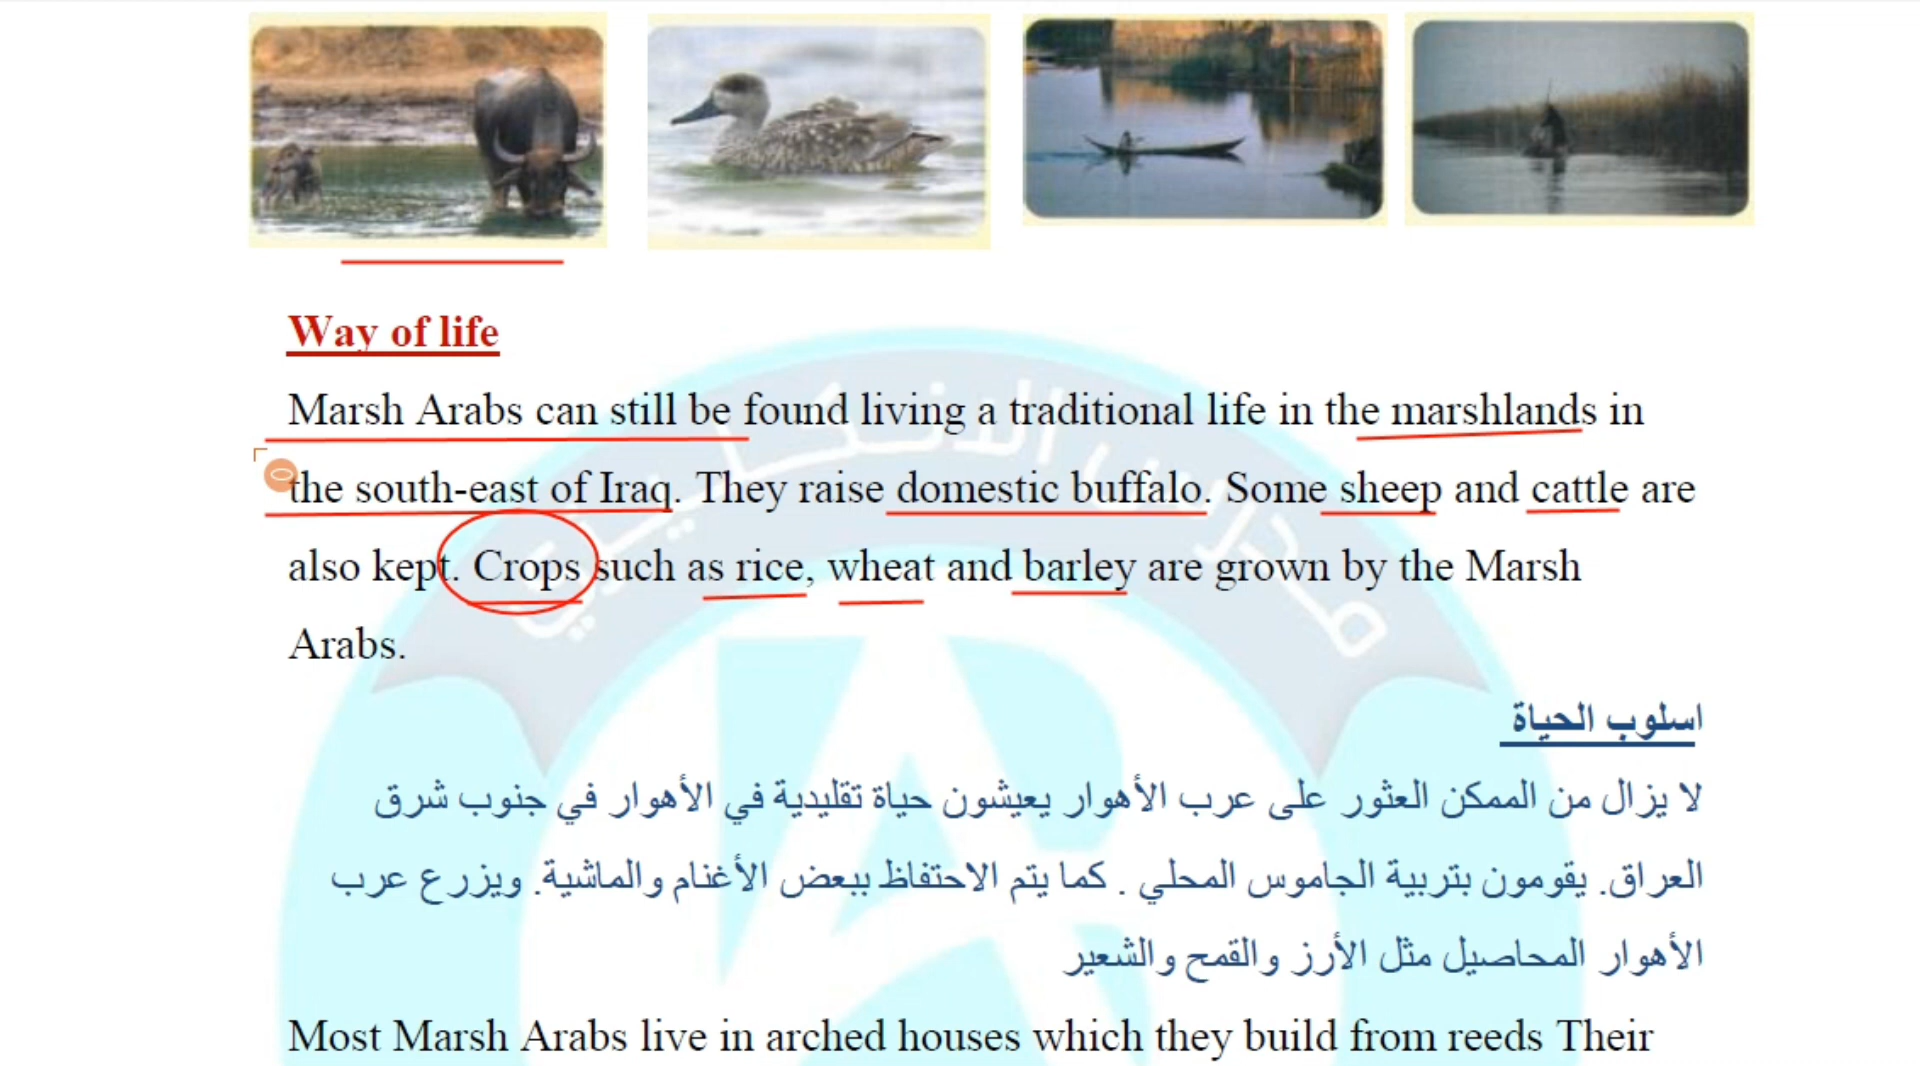 Way of life
Marsh Arabs can still be found living a traditional life in the marshlands in
the south-east of Iraq. They raise domestic buffalo. Some sheep and cattle are
also kept. Crops such as rice, wheat and barley are grown by the Marsh
Arabs.
اسلوب الحياة
لا يزال من الممكن العثور على عرب الأهوار يعيشون حياة تقليدية في الأهوار في جنوب شرق
العراق. يقومون بتربية الجاموس المحلي . كما يتم الاحتفاظ ببعض الأغنام والماشية. ويزرع عرب
الأهوار المحاصيل مثل الأرز والقمح والشعير
Most Marsh Arabs live in arched houses which they build from reeds Their